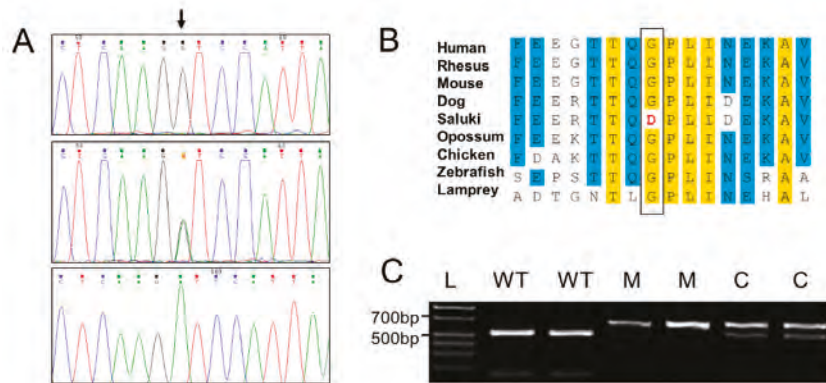 A
B
Human F E E G T T Q G P L I N E K A V
Rhesus F E E G T T Q G P L I N E K A V
Mouse F E E G T T Q G P L I N E K A V
Dog F E E R T T Q G P L I D E K A V
Saluki F E E R T T Q D P L I D E K A V
Opossum F E E K T T Q G P L I N E K A V
Chicken F D A K T T Q G P L I N E K A V
Zebrafish S E P S T T Q G P L I N S R A A
Lamprey A D T G N T L G P L I N E H A L
C
L WT WT M M C C
700bp
500bp